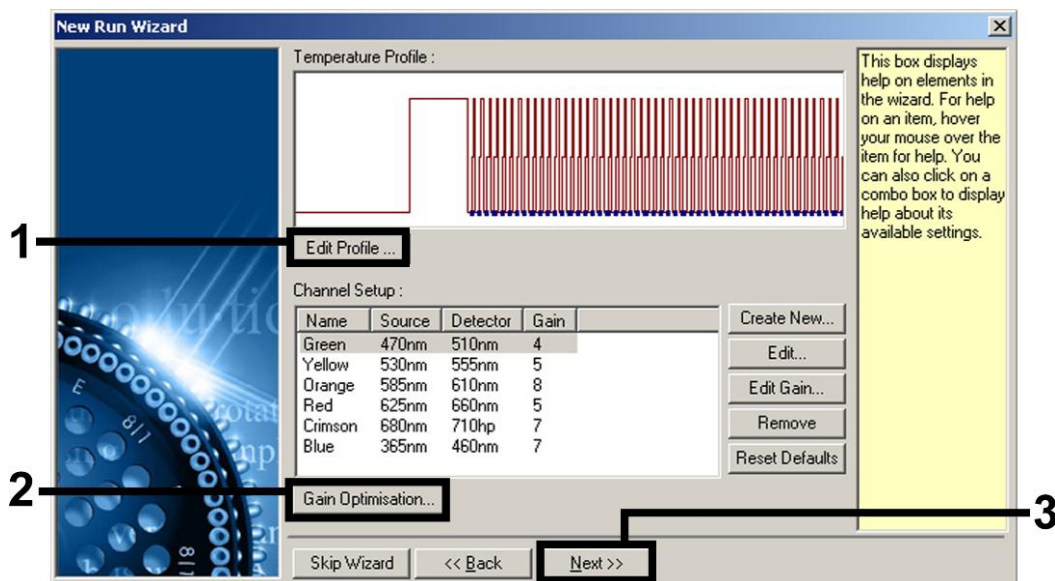 New Run Wizard
Temperature Profile :
This box displays
help on elements in
the wizard. For help
on an item, hover
your mouse over the
item for help. You
can also click on a
combo box to display
help about its
available settings.
1
Edit Profile ...
Channel Setup :
Name Source Detector Gain
Green 470nm 510nm 4
Yellow 530nm 555nm 5
Orange 585nm 610nm 8
Red 625nm 660nm 5
Crimson 680nm 710hp 7
Blue 365nm 460nm 7
Create New...
Edit...
Edit Gain...
Remove
Reset Defaults
2
Gain Optimisation...
3
Skip Wizard
<< Back
Next >>
E
8/1
8/1